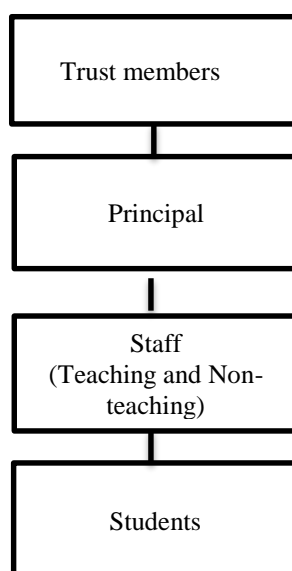 Trust members
Principal
Staff
(Teaching and Non-
teaching)
Students